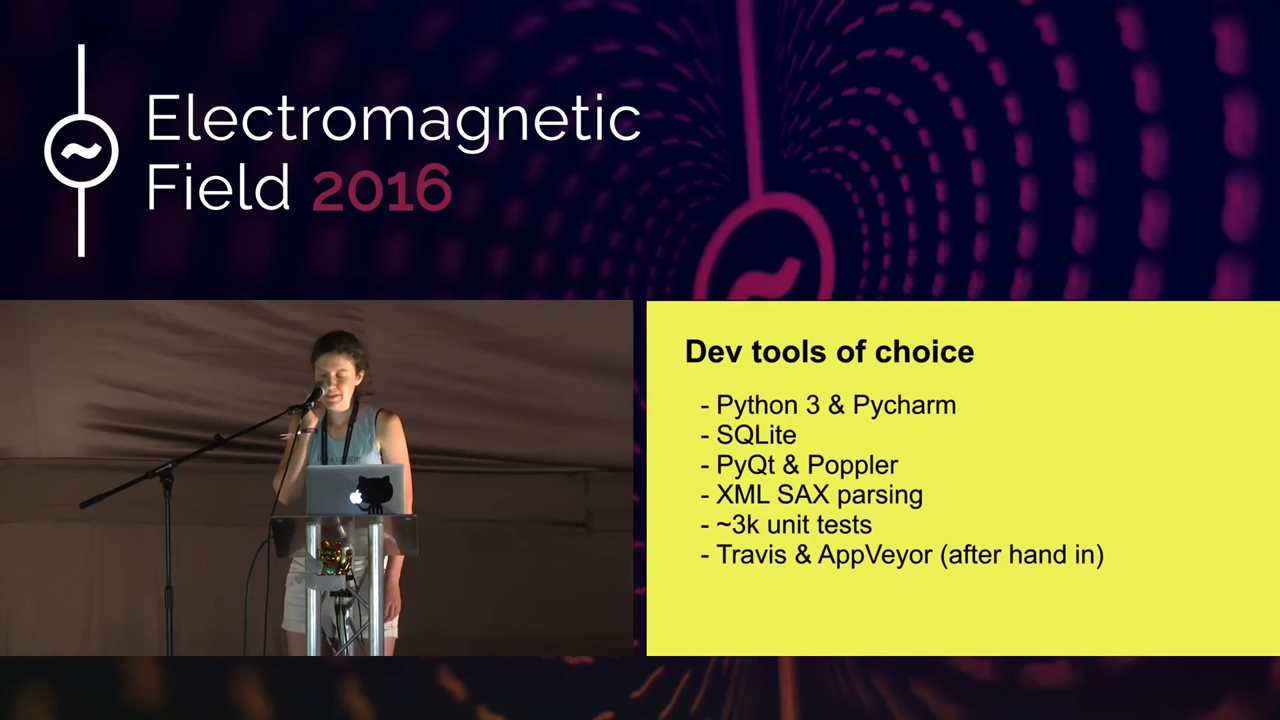 Electromagnetic
Field 2016
Dev tools of choice
- Python 3 & Pycharm
- SQLite
- PyQt & Poppler
- XML SAX parsing
- ~3k unit tests
- Travis & AppVeyor (after hand in)